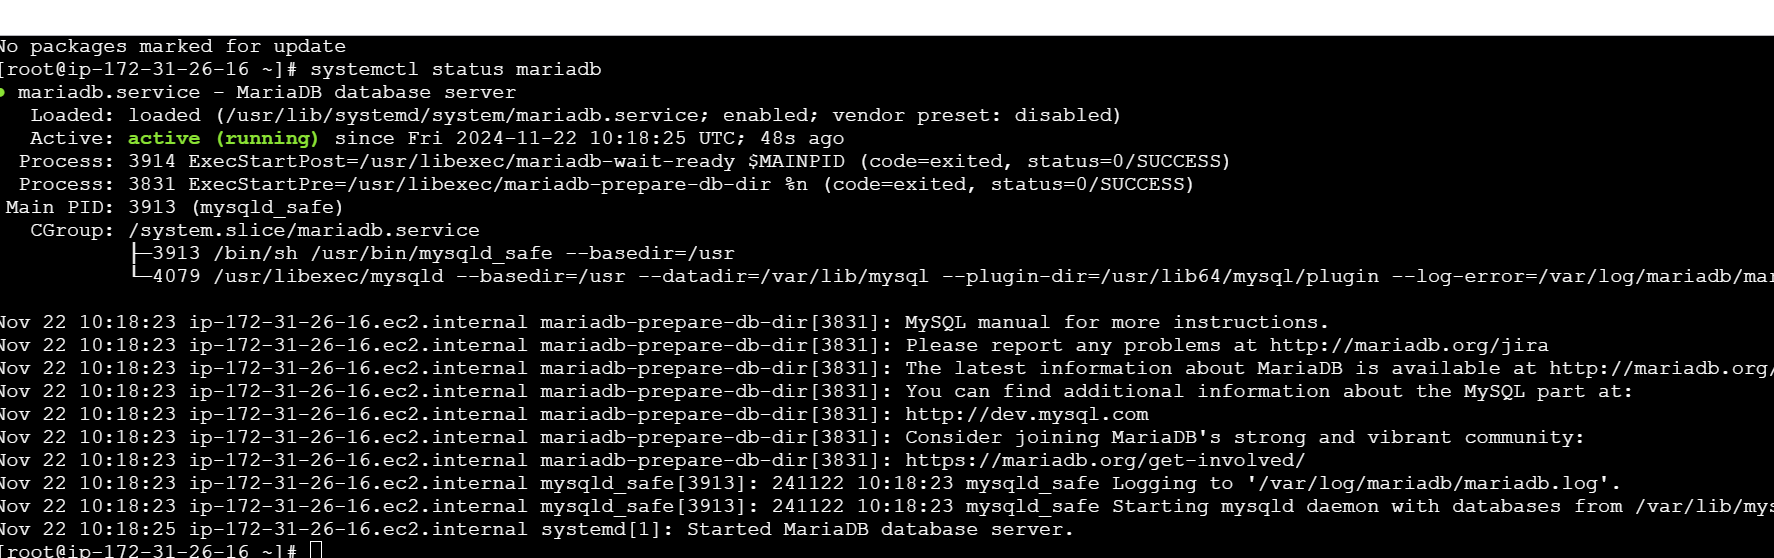 No packages marked for update
[root@ip-172-31-26-16 ~]# systemctl status mariadb
● mariadb.service - MariaDB database server
   Loaded: loaded (/usr/lib/systemd/system/mariadb.service; enabled; vendor preset: disabled)
   Active: active (running) since Fri 2024-11-22 10:18:25 UTC; 48s ago
  Process: 3914 ExecStartPost=/usr/libexec/mariadb-wait-ready $MAINPID (code=exited, status=0/SUCCESS)
  Process: 3831 ExecStartPre=/usr/libexec/mariadb-prepare-db-dir %n (code=exited, status=0/SUCCESS)
 Main PID: 3913 (mysqld_safe)
   CGroup: /system.slice/mariadb.service
           ├─3913 /bin/sh /usr/bin/mysqld_safe --basedir=/usr
           └─4079 /usr/libexec/mysqld --basedir=/usr --datadir=/var/lib/mysql --plugin-dir=/usr/lib64/mysql/plugin --log-error=/var/log/mariadb/mar
Nov 22 10:18:23 ip-172-31-26-16.ec2.internal mariadb-prepare-db-dir[3831]: MySQL manual for more instructions.
Nov 22 10:18:23 ip-172-31-26-16.ec2.internal mariadb-prepare-db-dir[3831]: Please report any problems at http://mariadb.org/jira
Nov 22 10:18:23 ip-172-31-26-16.ec2.internal mariadb-prepare-db-dir[3831]: The latest information about MariaDB is available at http://mariadb.org/
Nov 22 10:18:23 ip-172-31-26-16.ec2.internal mariadb-prepare-db-dir[3831]: You can find additional information about the MySQL part at:
Nov 22 10:18:23 ip-172-31-26-16.ec2.internal mariadb-prepare-db-dir[3831]: http://dev.mysql.com
Nov 22 10:18:23 ip-172-31-26-16.ec2.internal mariadb-prepare-db-dir[3831]: Consider joining MariaDB's strong and vibrant community:
Nov 22 10:18:23 ip-172-31-26-16.ec2.internal mariadb-prepare-db-dir[3831]: https://mariadb.org/get-involved/
Nov 22 10:18:23 ip-172-31-26-16.ec2.internal mysqld_safe[3913]: 241122 10:18:23 mysqld_safe Logging to '/var/log/mariadb/mariadb.log'.
Nov 22 10:18:23 ip-172-31-26-16.ec2.internal mysqld_safe[3913]: 241122 10:18:23 mysqld_safe Starting mysqld daemon with databases from /var/lib/mys
Nov 22 10:18:25 ip-172-31-26-16.ec2.internal systemd[1]: Started MariaDB database server.
[root@ip-172-31-26-16 ~]#